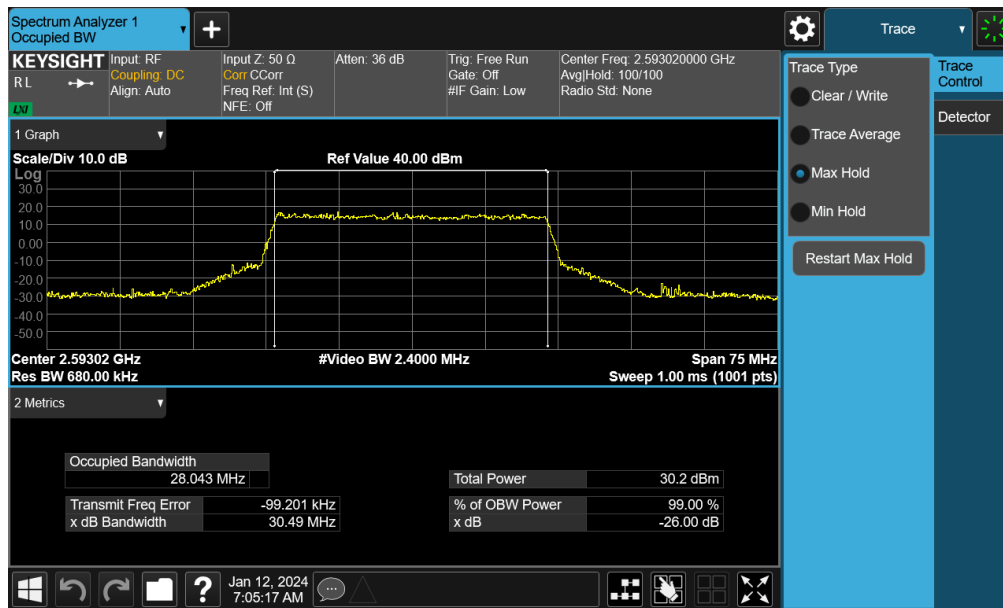 Spectrum Analyzer 1
Occupied BW
+
Trace
KEYSIGHT
RL
LXI
Input: RF
Coupling: DC
Align: Auto
Input Z: 50 Ω
Corr CCorr
Freq Ref: Int (S)
NFE: Off
Atten: 36 dB
Trig: Free Run
Gate: Off
#IF Gain: Low
Center Freq: 2.593020000 GHz
Avg|Hold: 100/100
Radio Std: None
Trace Type
Clear / Write
Trace Average
Max Hold
Min Hold
Restart Max Hold
Trace
Control
Detector
1 Graph
Scale/Div 10.0 dB
Ref Value 40.00 dBm
Log
30.0
20.0
10.0
0.00
-10.0
-20.0
-30.0
-40.0
-50.0
Center 2.59302 GHz
#Video BW 2.4000 MHz
Span 75 MHz
Res BW 680.00 kHz
Sweep 1.00 ms (1001 pts)
2 Metrics
Occupied Bandwidth
28.043 MHz
Total Power 30.2 dBm
Transmit Freq Error -99.201 kHz
% of OBW Power 99.00 %
x dB Bandwidth 30.49 MHz
x dB -26.00 dB
?
Jan 12, 2024
7:05:17 AM